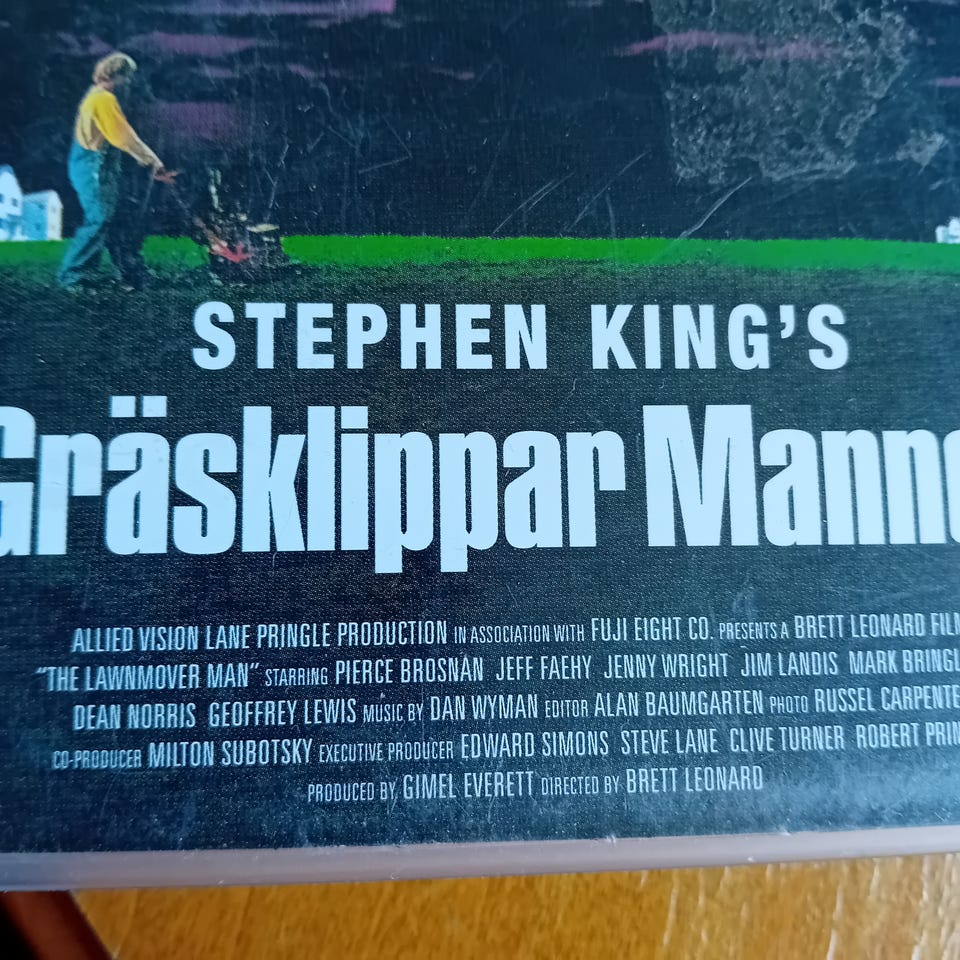 STEPHEN KING'S
Gräsklippar Manne
ALLIED VISION LANE PRINGLE PRODUCTION IN ASSOCIATION WITH FUJI EIGHT CO. PRESENTS A BRETT LEONARD FILM
"THE LAWNMOVER MAN" STARRING PIERCE BROSNAN JEFF FAEHY JENNY WRIGHT JIM LANDIS MARK BRINGL
DEAN NORRIS GEOFFREY LEWIS MUSIC BY DAN WYMAN EDITOR ALAN BAUMGARTEN PHOTO RUSSEL CARPENTE
CO-PRODUCER MILTON SUBOTSKY EXECUTIVE PRODUCER EDWARD SIMONS STEVE LANE CLIVE TURNER ROBERT PRIN
PRODUCED BY GIMEL EVERETT DIRECTED BY BRETT LEONARD